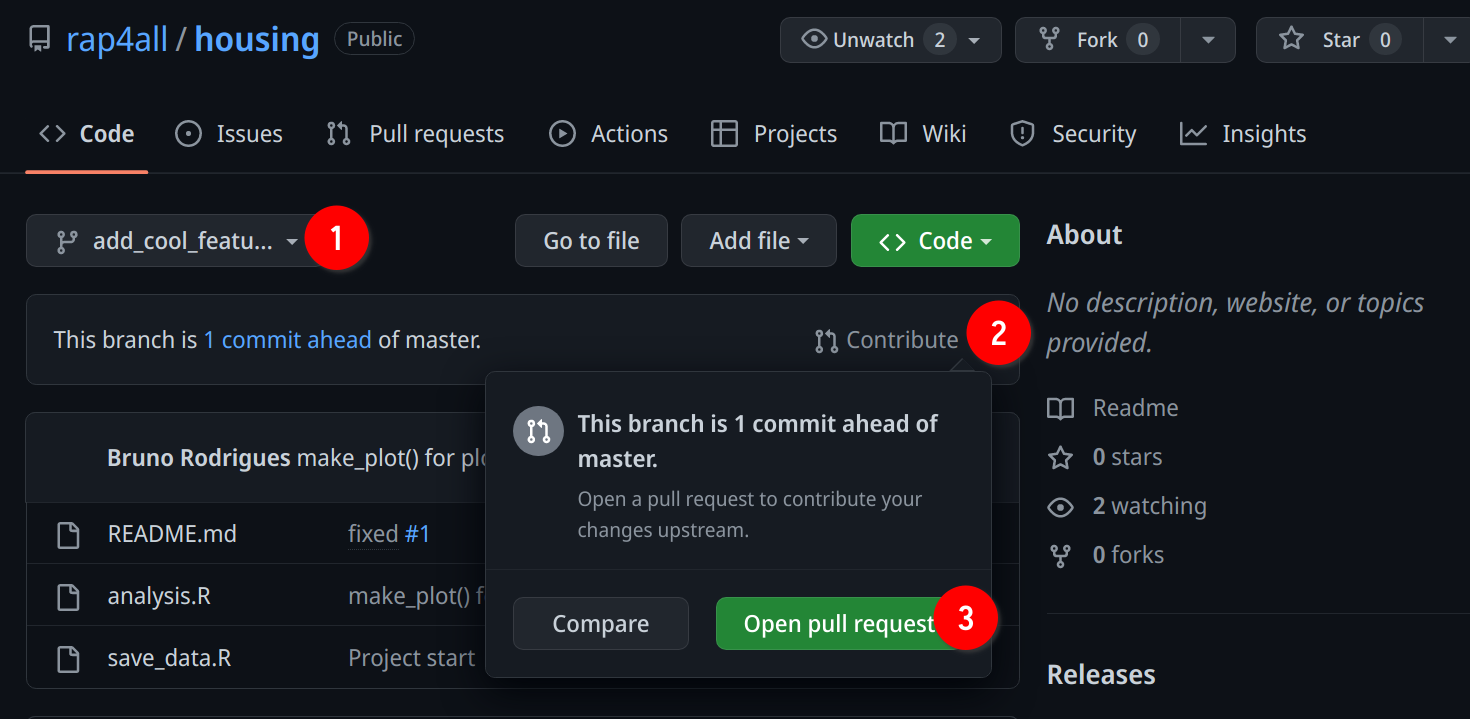 rap4all / housing Public Unwatch 2 Fork 0 Star 0
Code Issues Pull requests Actions Projects Wiki Security Insights
add_cool_featu... 1 Go to file Add file Code
This branch is 1 commit ahead of master. Contribute 2
This branch is 1 commit ahead of
master.
Open a pull request to contribute your
changes upstream.
Compare Open pull request 3
Bruno Rodrigues make_plot() for plo
README.md fixed #1
analysis.R make_plot() f
save_data.R Project start
About
No description, website, or topics
provided.
Readme
0 stars
2 watching
0 forks
Releases